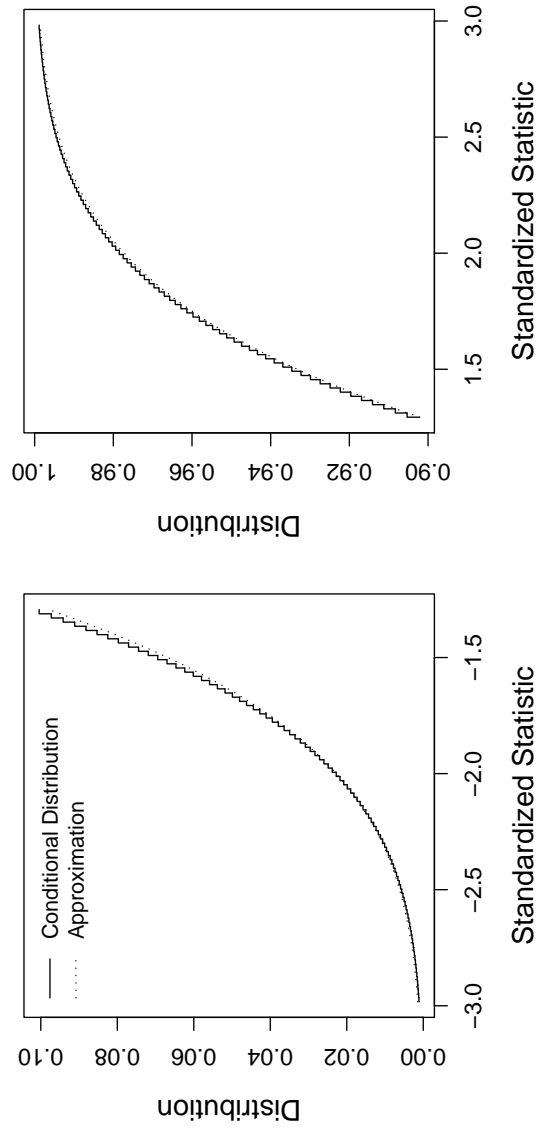 Conditional Distribution
Approximation
Distribution
0.10
0.08
0.06
0.04
0.02
0.00
−3.0 −2.5 −2.0 −1.5
Standardized Statistic
Distribution
1.00
0.98
0.96
0.94
0.92
0.90
1.5 2.0 2.5 3.0
Standardized Statistic